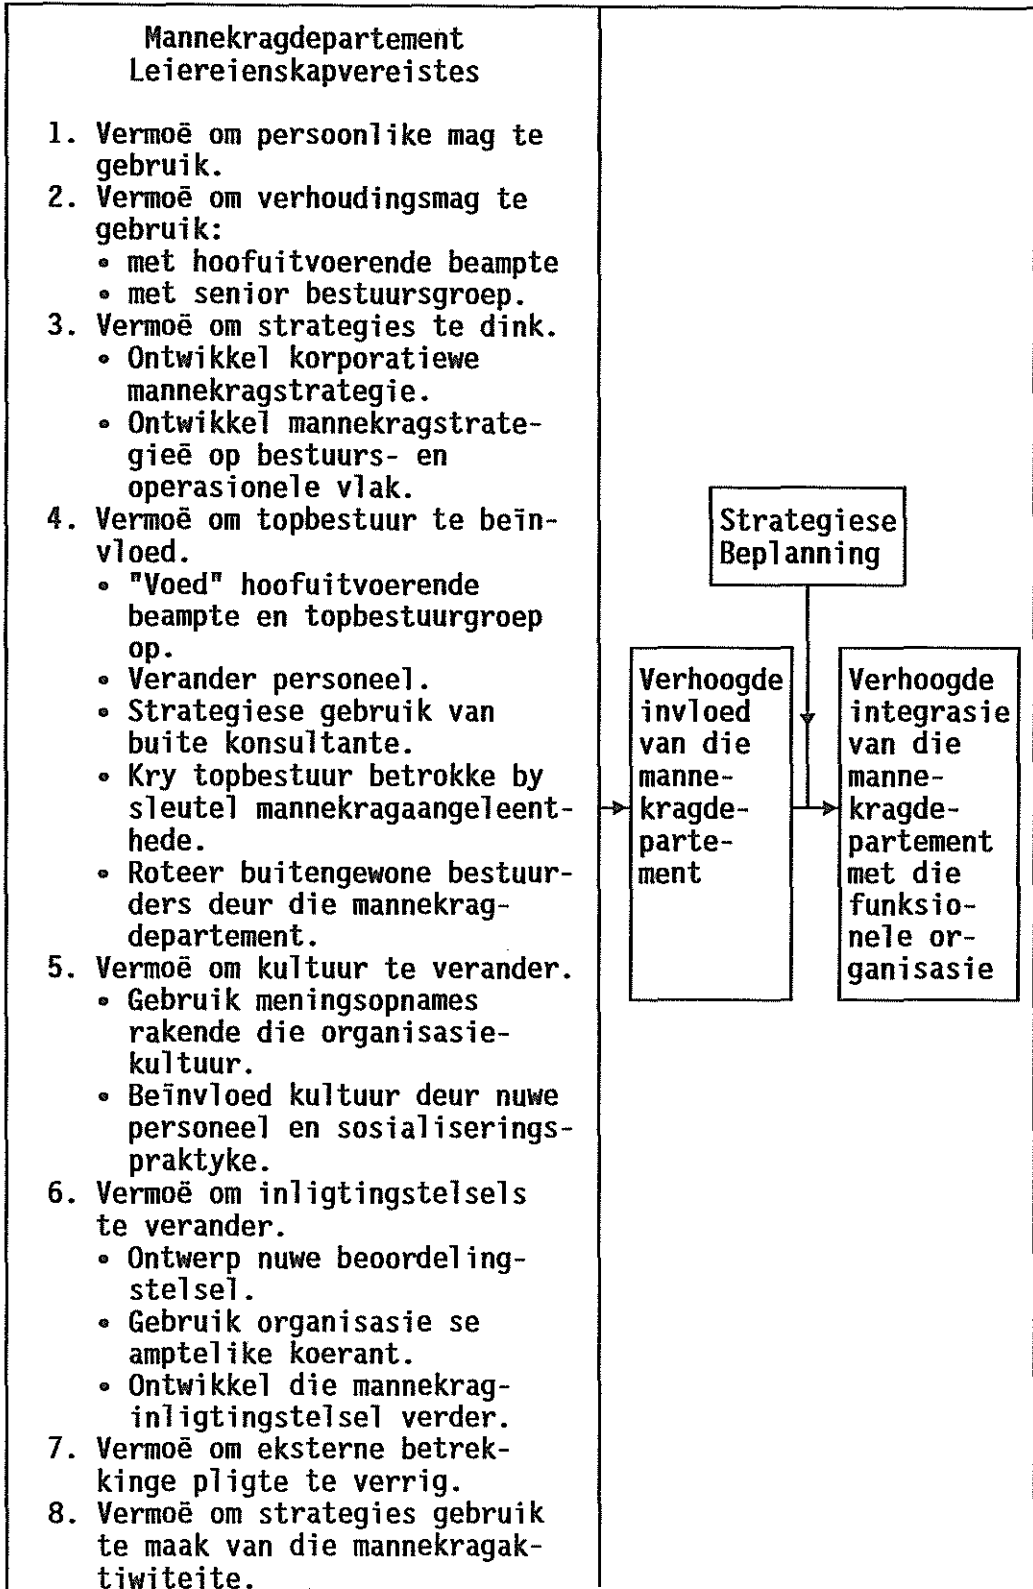 Mannekragdepartement
Leiereienskapvereistes
1. Vermoë om persoonlike mag te
gebruik.
2. Vermoë om verhoudingsmag te
gebruik:
• met hoofuitvoerende beampte
• met senior bestuursgroep.
3. Vermoë om strategies te dink.
• Ontwikkel korporatiewe
mannekragstrategie.
• Ontwikkel mannekragstrate-
gieë op bestuurs- en
operasionele vlak.
4. Vermoë om topbestuur te beïn-
vloed.
• "Voed" hoofuitvoerende
beampte en topbestuurgroep
op.
• Verander personeel.
• Strategiese gebruik van
buite konsultante.
• Kry topbestuur betrokke by
sleutel mannekragaangeleent-
hede.
• Roteer buitengewone bestuur-
ders deur die mannekrag-
departement.
5. Vermoë om kultuur te verander.
• Gebruik meningsopnames
rakende die organisasie-
kultuur.
• Beïnvloed kultuur deur nuwe
personeel en sosialiserings-
praktyke.
6. Vermoë om inligtingstelsels
te verander.
• Ontwerp nuwe beoordeling-
stelsel.
• Gebruik organisasie se
amptelike koerant.
• Ontwikkel die mannekrag-
inligtingstelsel verder.
7. Vermoë om eksterne betrek-
kinge pligte te verrig.
8. Vermoë om strategies gebruik
te maak van die mannekragak-
tiwiteite.
Strategiese
Beplanning
Verhoogde
invloed
van die
manne-
kragde-
parte-
ment
Verhoogde
integrasie
van die
manne-
kragde-
partement
met die
funksio-
nele or-
ganisasie